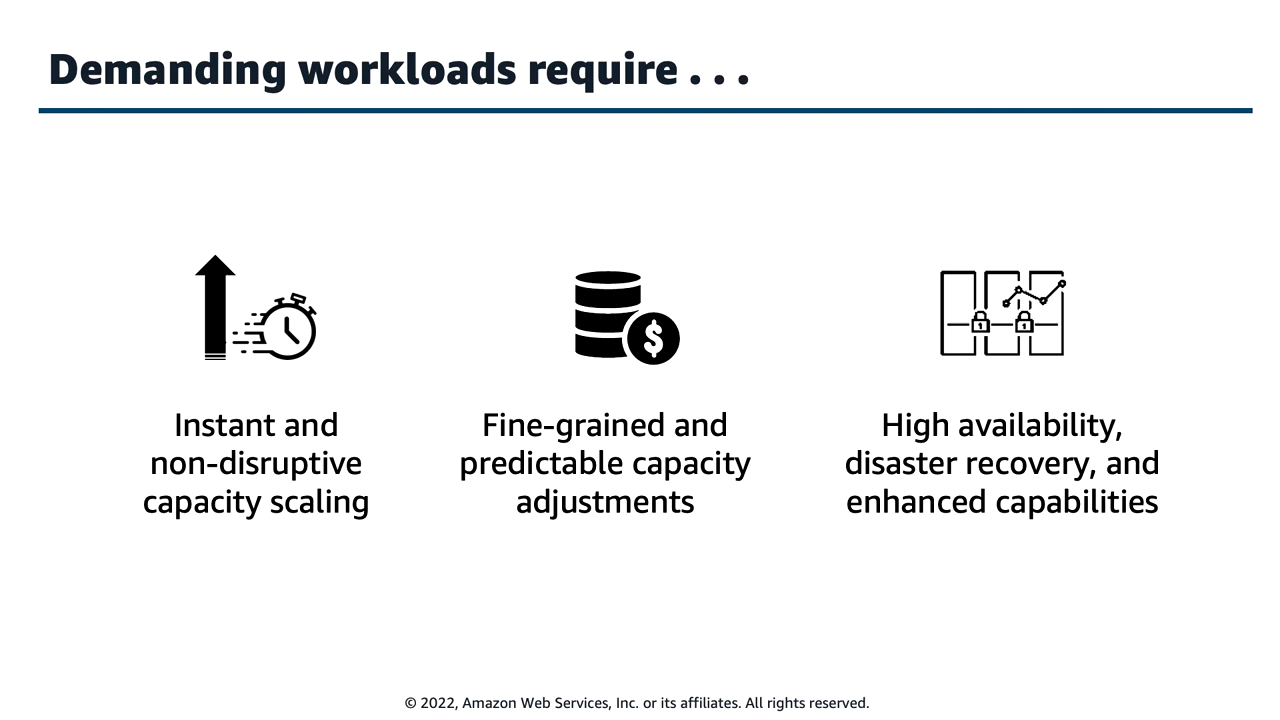 Demanding workloads require . . .
Instant and
non-disruptive
capacity scaling
Fine-grained and
predictable capacity
adjustments
High availability,
disaster recovery, and
enhanced capabilities
© 2022, Amazon Web Services, Inc. or its affiliates. All rights reserved.